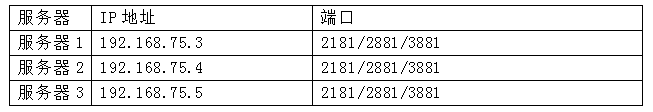 服务器 IP 地址 端口
服务器 1 192.168.75.3 2181/2881/3881
服务器 2 192.168.75.4 2181/2881/3881
服务器 3 192.168.75.5 2181/2881/3881